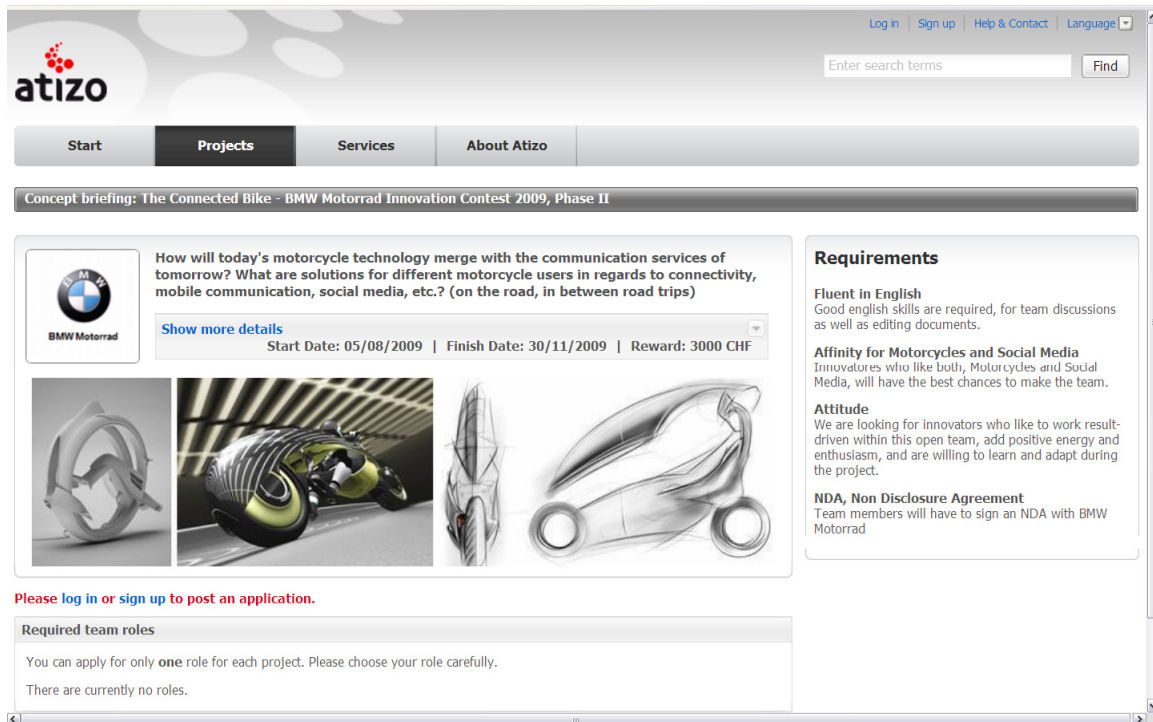 Log in | Sign up | Help & Contact | Language
atizo
Enter search terms
Find
Start
Projects
Services
About Atizo
Concept briefing: The Connected Bike - BMW Motorrad Innovation Contest 2009, Phase II
BMW
BMW Motorrad
How will today's motorcycle technology merge with the communication services of
tomorrow? What are solutions for different motorcycle users in regards to connectivity,
mobile communication, social media, etc.? (on the road, in between road trips)
Show more details
Start Date: 05/08/2009 | Finish Date: 30/11/2009 | Reward: 3000 CHF
Requirements
Fluent in English
Good english skills are required, for team discussions
as well as editing documents.
Affinity for Motorcycles and Social Media
Innovatores who like both, Motorcycles and Social
Media, will have the best chances to make the team.
Attitude
We are looking for innovators who like to work result-
driven within this open team, add positive energy and
enthusiasm, and are willing to learn and adapt during
the project.
NDA, Non Disclosure Agreement
Team members will have to sign an NDA with BMW
Motorrad
Please log in or sign up to post an application.
Required team roles
You can apply for only one role for each project. Please choose your role carefully.
There are currently no roles.